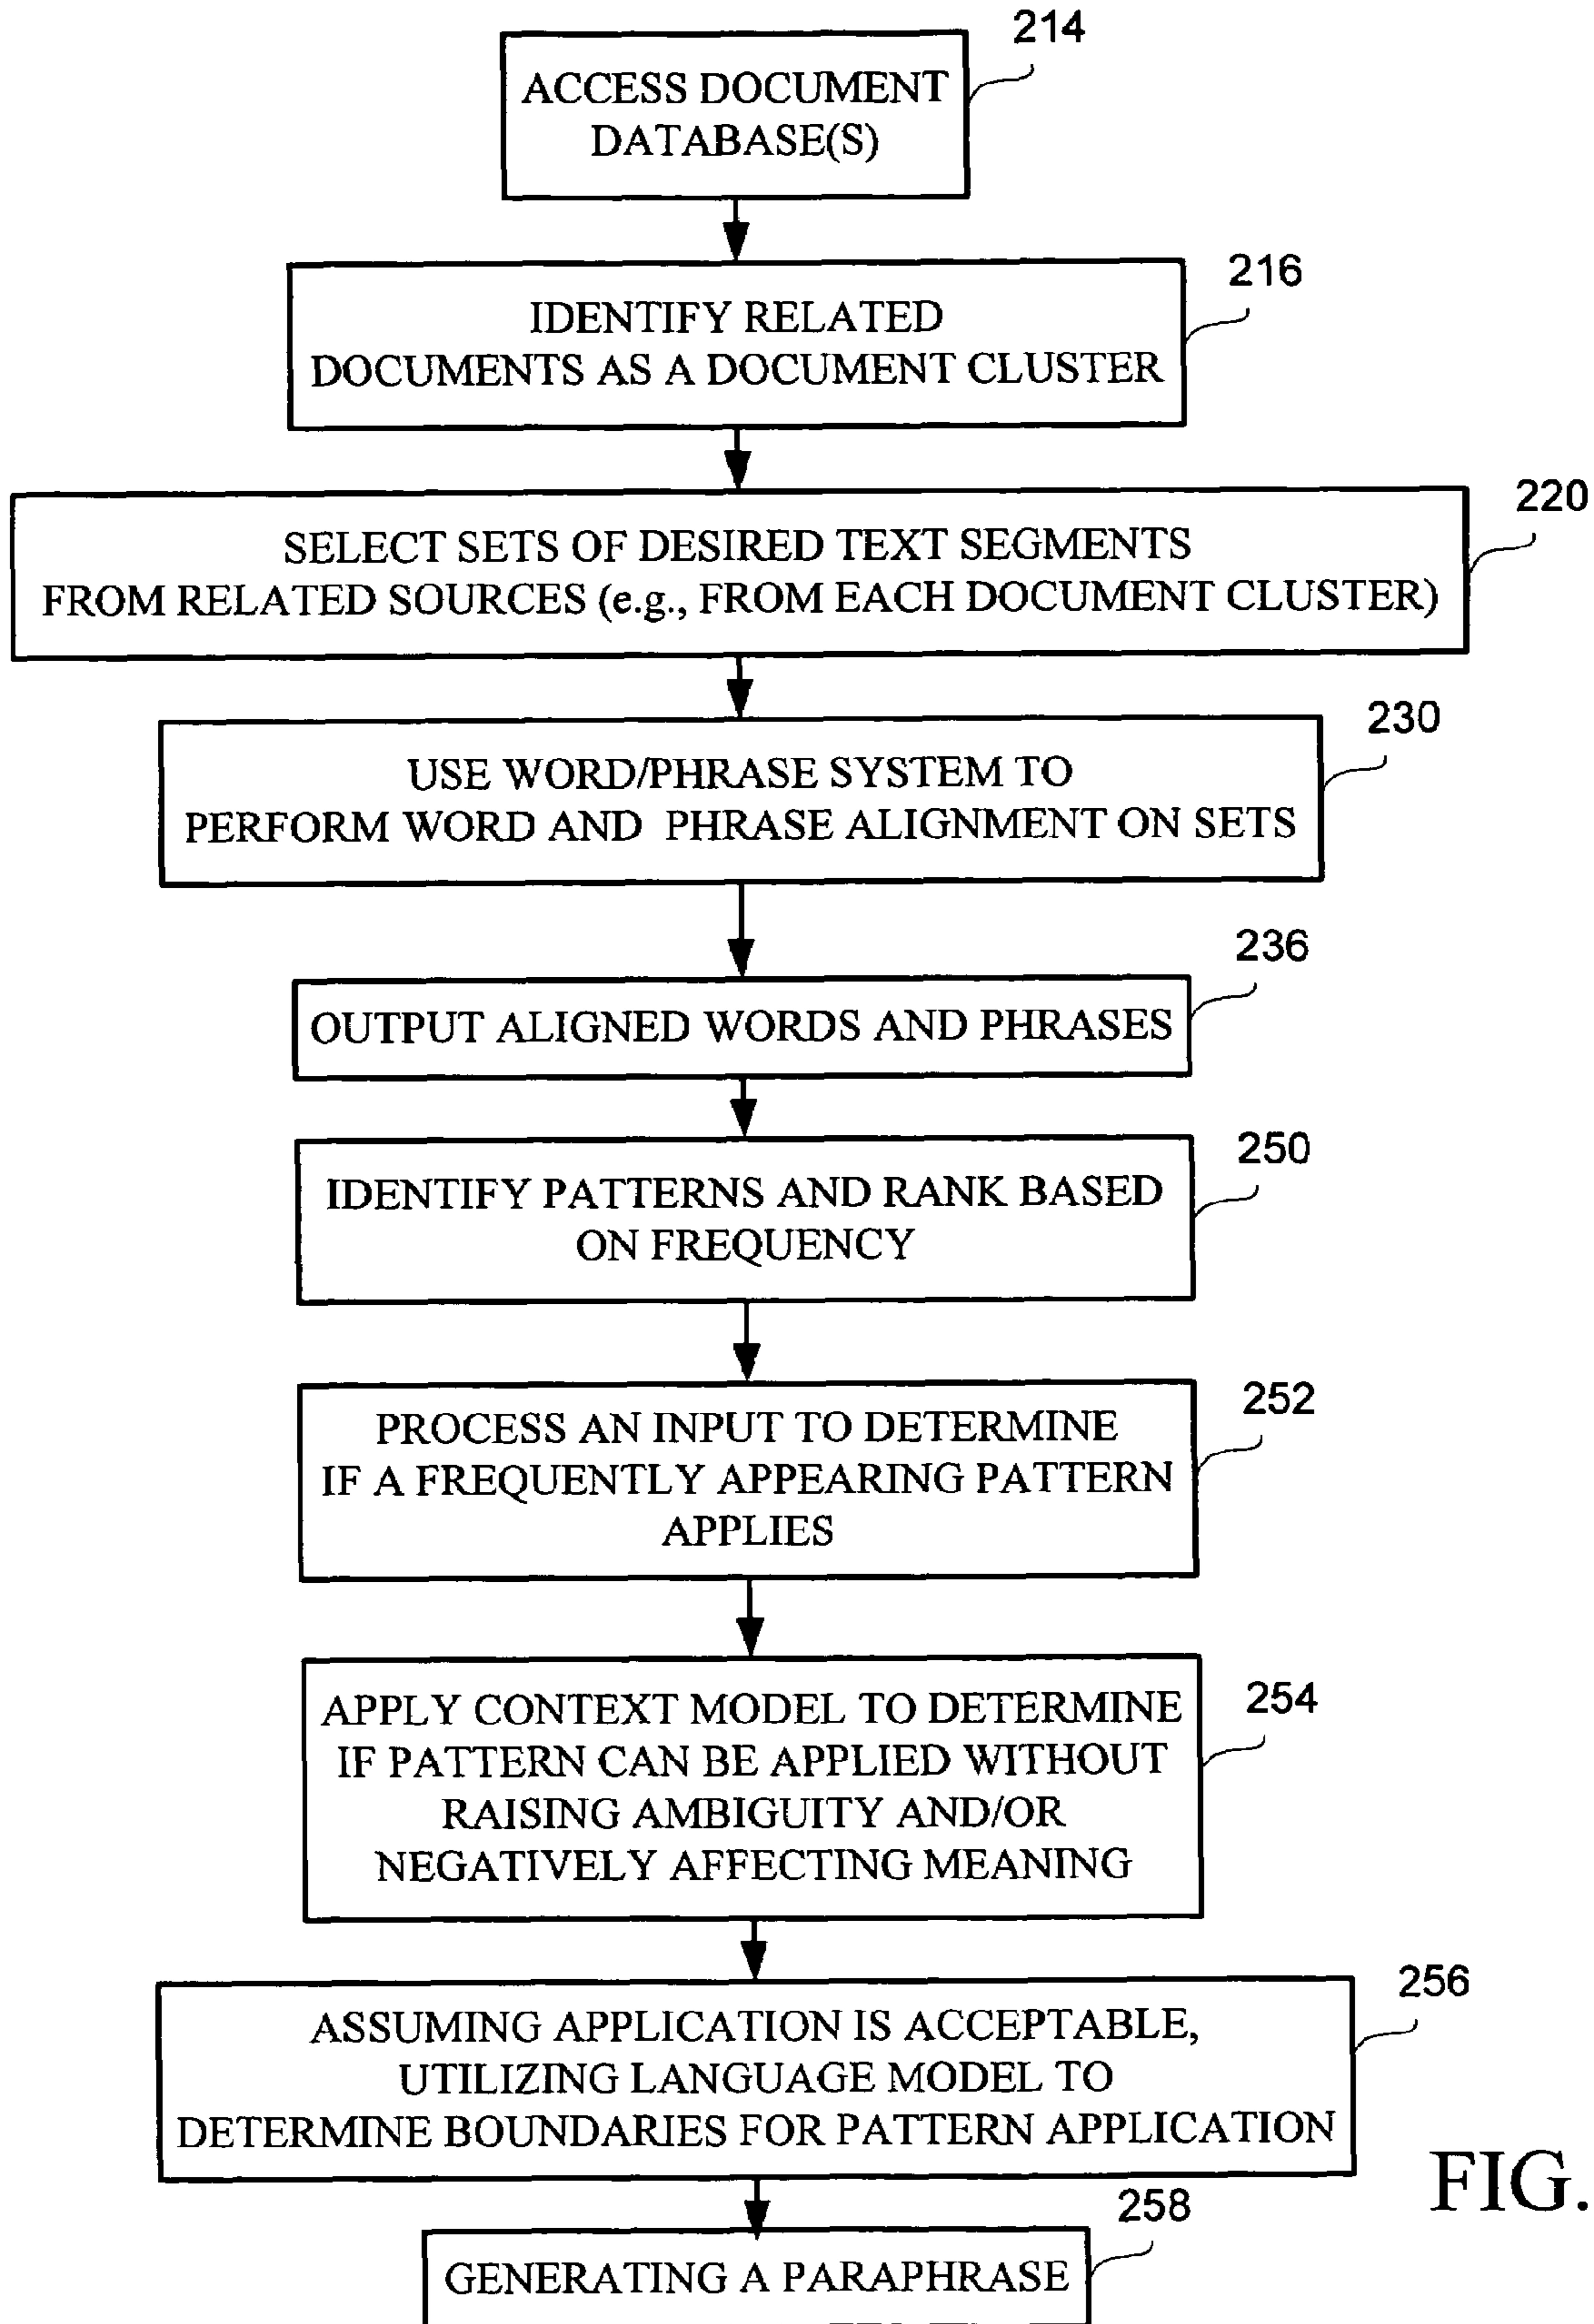 214
ACCESS DOCUMENT
DATABASE(S)
216
IDENTIFY RELATED
DOCUMENTS AS A DOCUMENT CLUSTER
220
SELECT SETS OF DESIRED TEXT SEGMENTS
FROM RELATED SOURCES (e.g., FROM EACH DOCUMENT CLUSTER)
230
USE WORD/PHRASE SYSTEM TO
PERFORM WORD AND PHRASE ALIGNMENT ON SETS
236
OUTPUT ALIGNED WORDS AND PHRASES
250
IDENTIFY PATTERNS AND RANK BASED
ON FREQUENCY
252
PROCESS AN INPUT TO DETERMINE
IF A FREQUENTLY APPEARING PATTERN
APPLIES
254
APPLY CONTEXT MODEL TO DETERMINE
IF PATTERN CAN BE APPLIED WITHOUT
RAISING AMBIGUITY AND/OR
NEGATIVELY AFFECTING MEANING
256
ASSUMING APPLICATION IS ACCEPTABLE,
UTILIZING LANGUAGE MODEL TO
DETERMINE BOUNDARIES FOR PATTERN APPLICATION
FIG.
258
GENERATING A PARAPHRASE